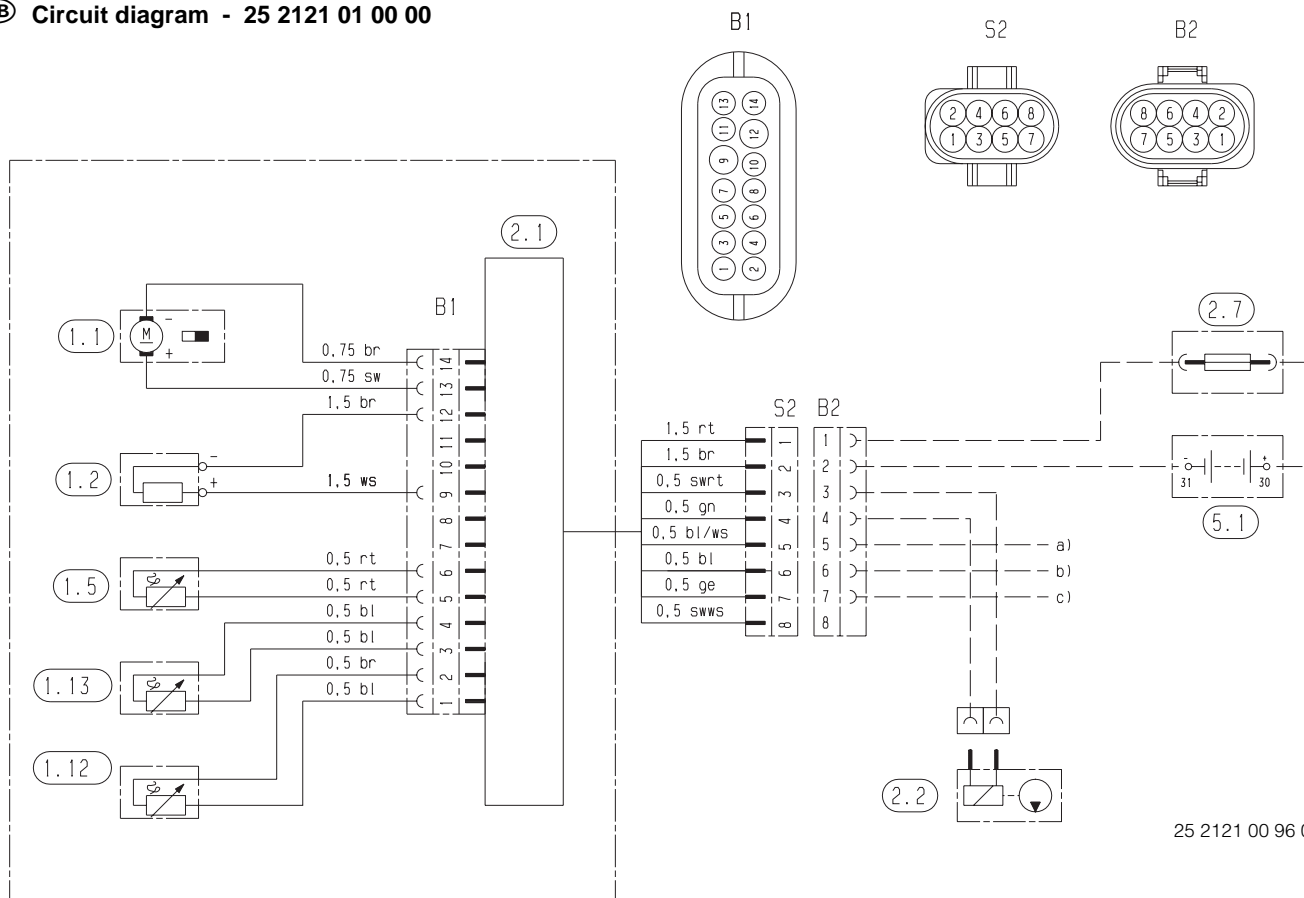 Circuit diagram - 25 2121 01 00 00
B1
S2
B2
13 14
11 12
9 10
7 8
5 6
3 4
1 2
2 4 6 8
1 3 5 7
8 6 4 2
7 5 3 1
2.1
B1
1.1
M
-
+
0,75 br
14
0,75 sw
13
1,5 br
12
11
10
1.2
-
+
1,5 ws
9
8
7
1.5
0,5 rt
6
0,5 rt
5
0,5 bl
4
1.13
0,5 bl
3
0,5 br
2
0,5 bl
1
1.12
S2 B2
1,5 rt 1 1
1,5 br 2 2
0,5 swrt 3 3
0,5 gn 4 4
0,5 bl/ws 5 5 a)
0,5 bl 6 6 b)
0,5 ge 7 7 c)
0,5 swws 8 8
2.7
- +
31 30
5.1
2.2
25 2121 00 96 0